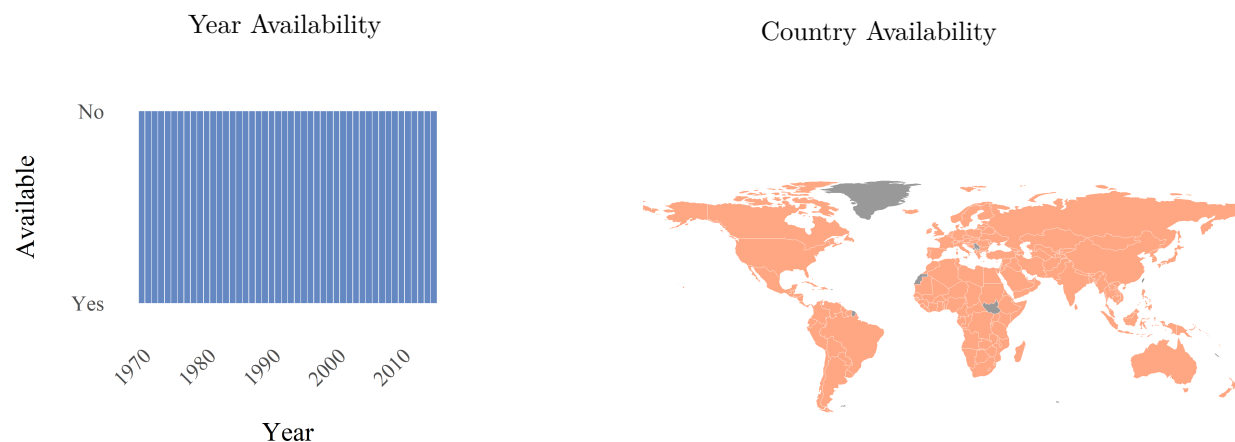 Year Availability
Country Availability
No
Available
Yes
1970
1980
1990
2000
2010
Year